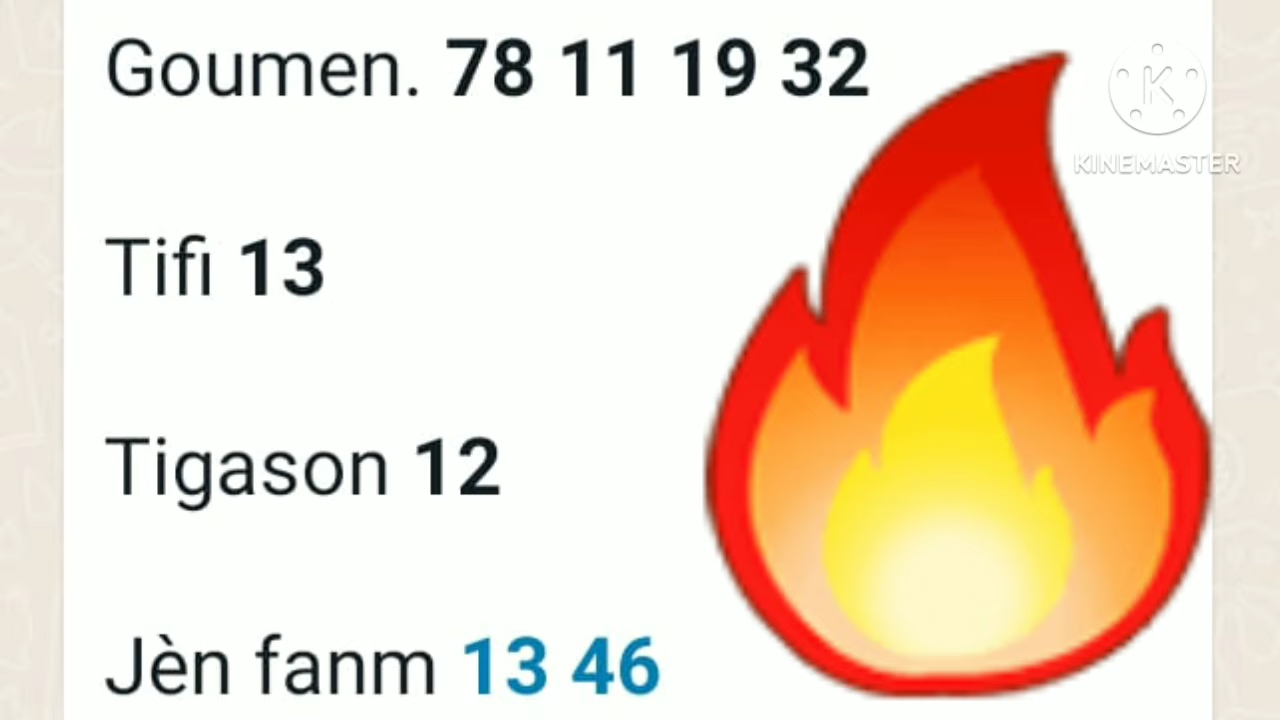 Goumen. 78 11 19 32
K
KINEMASTER
Tifi 13
Tigason 12
Jèn fanm 13 46